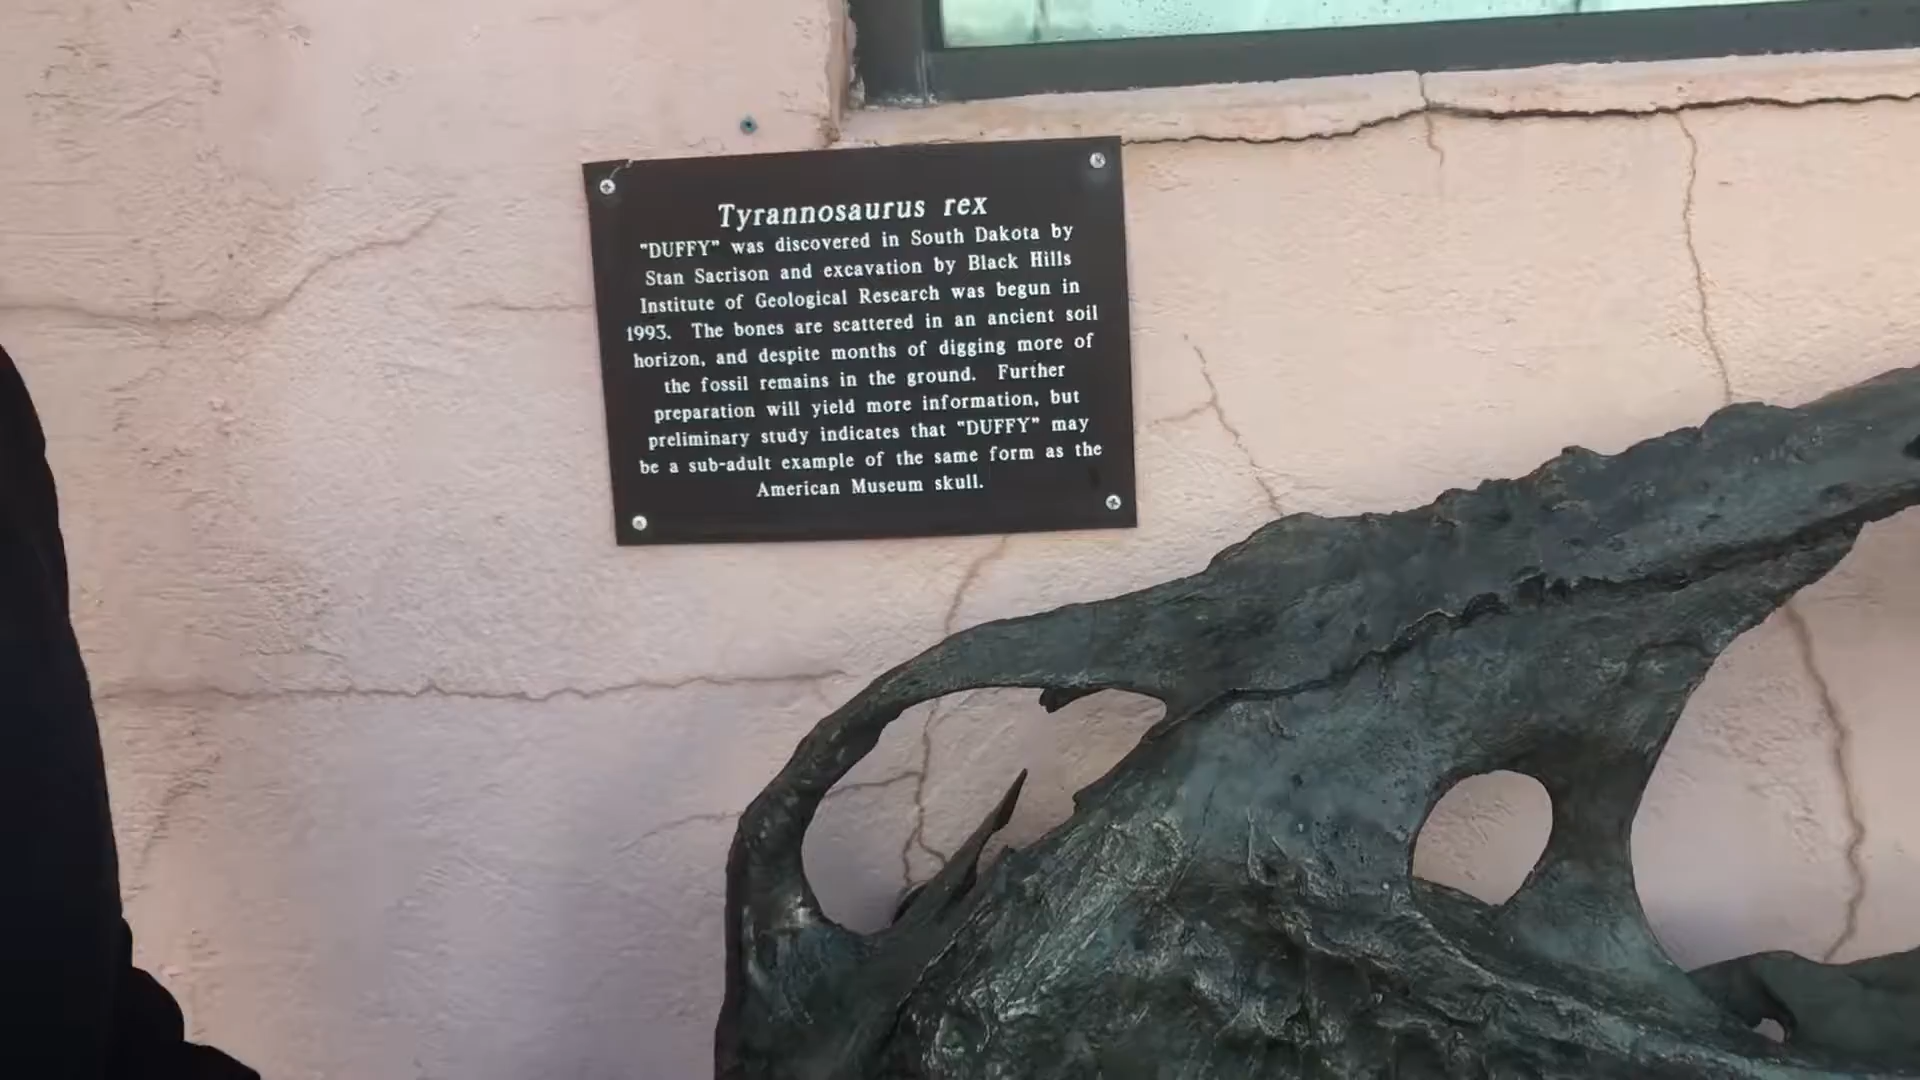 Tyrannosaurus rex
"DUFFY" was discovered in South Dakota by
Stan Sacrison and excavation by Black Hills
Institute of Geological Research was begun in
1993. The bones are scattered in an ancient soil
horizon, and despite months of digging more of
the fossil remains in the ground. Further
preparation will yield more information, but
preliminary study indicates that "DUFFY" may
be a sub-adult example of the same form as the
American Museum skull.